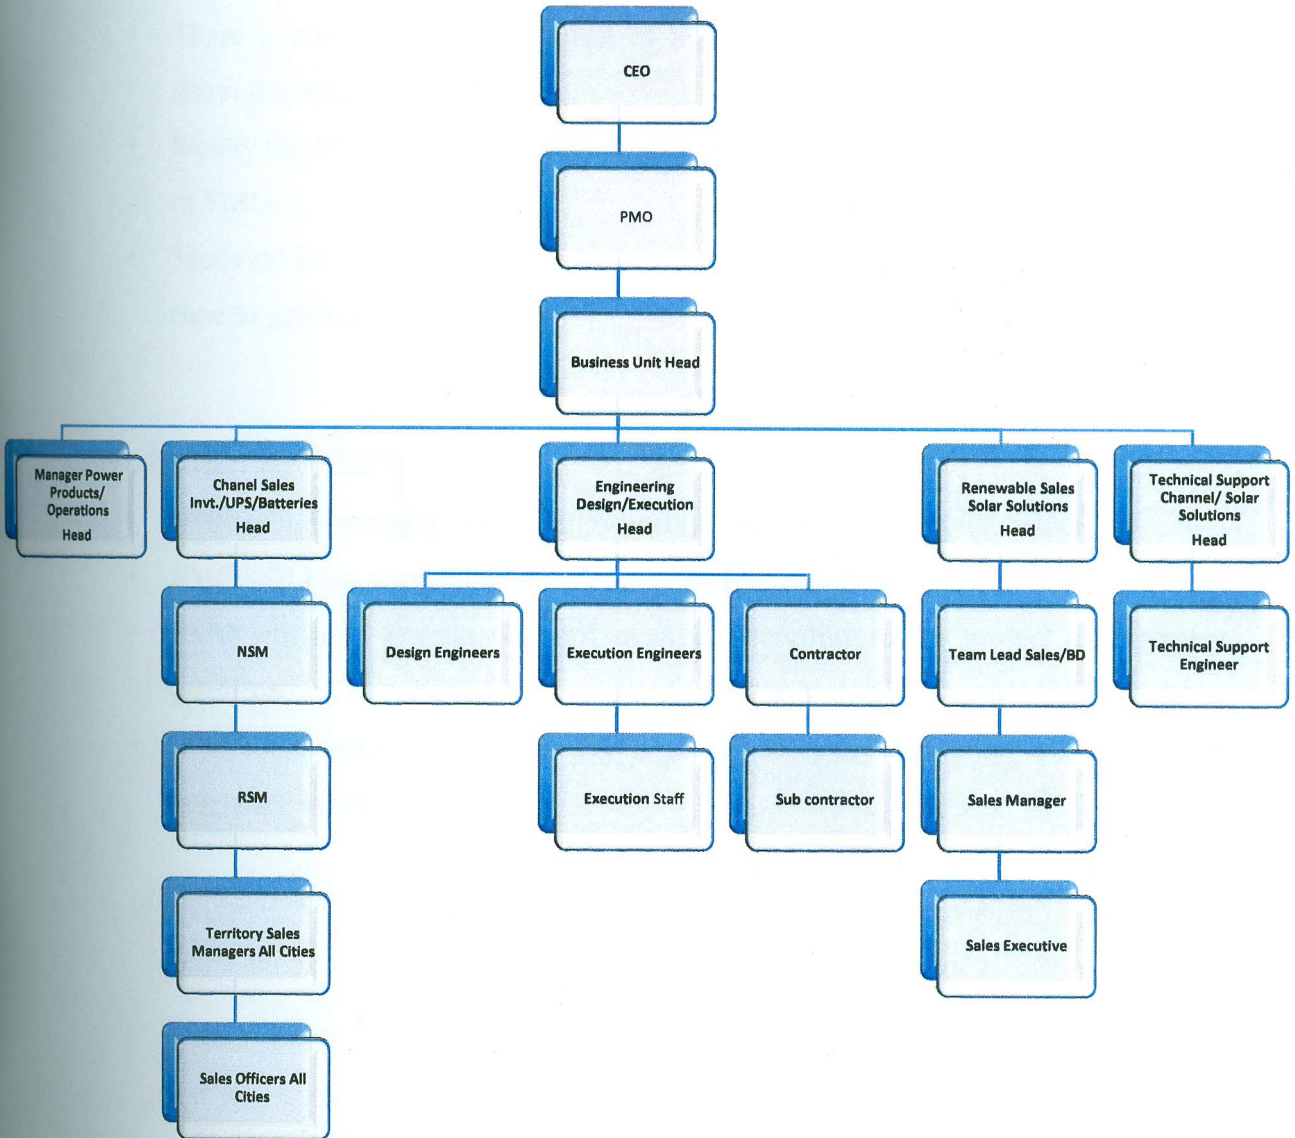 CEO
PMO
Business Unit Head
Manager Power
Products/
Operations
Head
Chanel Sales
Invt./UPS/Batteries
Head
Engineering
Design/Execution
Head
Renewable Sales
Solar Solutions
Head
Technical Support
Channel/ Solar
Solutions
Head
NSM
Design Engineers
Execution Engineers
Contractor
Team Lead Sales/BD
Technical Support
Engineer
RSM
Execution Staff
Sub contractor
Sales Manager
Territory Sales
Managers All Cities
Sales Executive
Sales Officers All
Cities